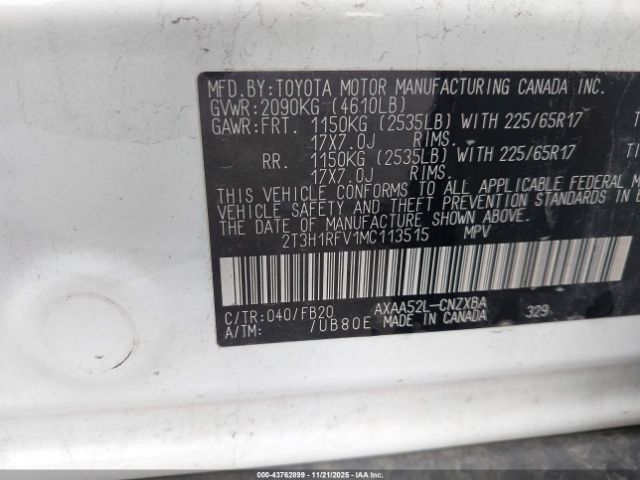 MFD.BY:TOYOTA MOTOR MANUFACTURING CANADA INC.
GVWR:2090KG (4610LB)
GAWR:FRT. 1150KG (2535LB) WITH 225/65R17
17X7.0J RIMS.
RR. 1150KG (2535LB) WITH 225/65R17
17X7.0J RIMS.
THIS VEHICLE CONFORMS TO ALL APPLICABLE FEDERAL
VEHICLE SAFETY AND THEFT PREVENTION STANDARDS IN
THE DATE OF MANUFACTURE SHOWN ABOVE.
2T3H1RFV1MC113515 MPV
C/TR:040/FB20 AXAA52L-CNZXBA
A/TM: /UB80E MADE IN CANADA 329
00-43762899 11/21/2025 IAAI.COM